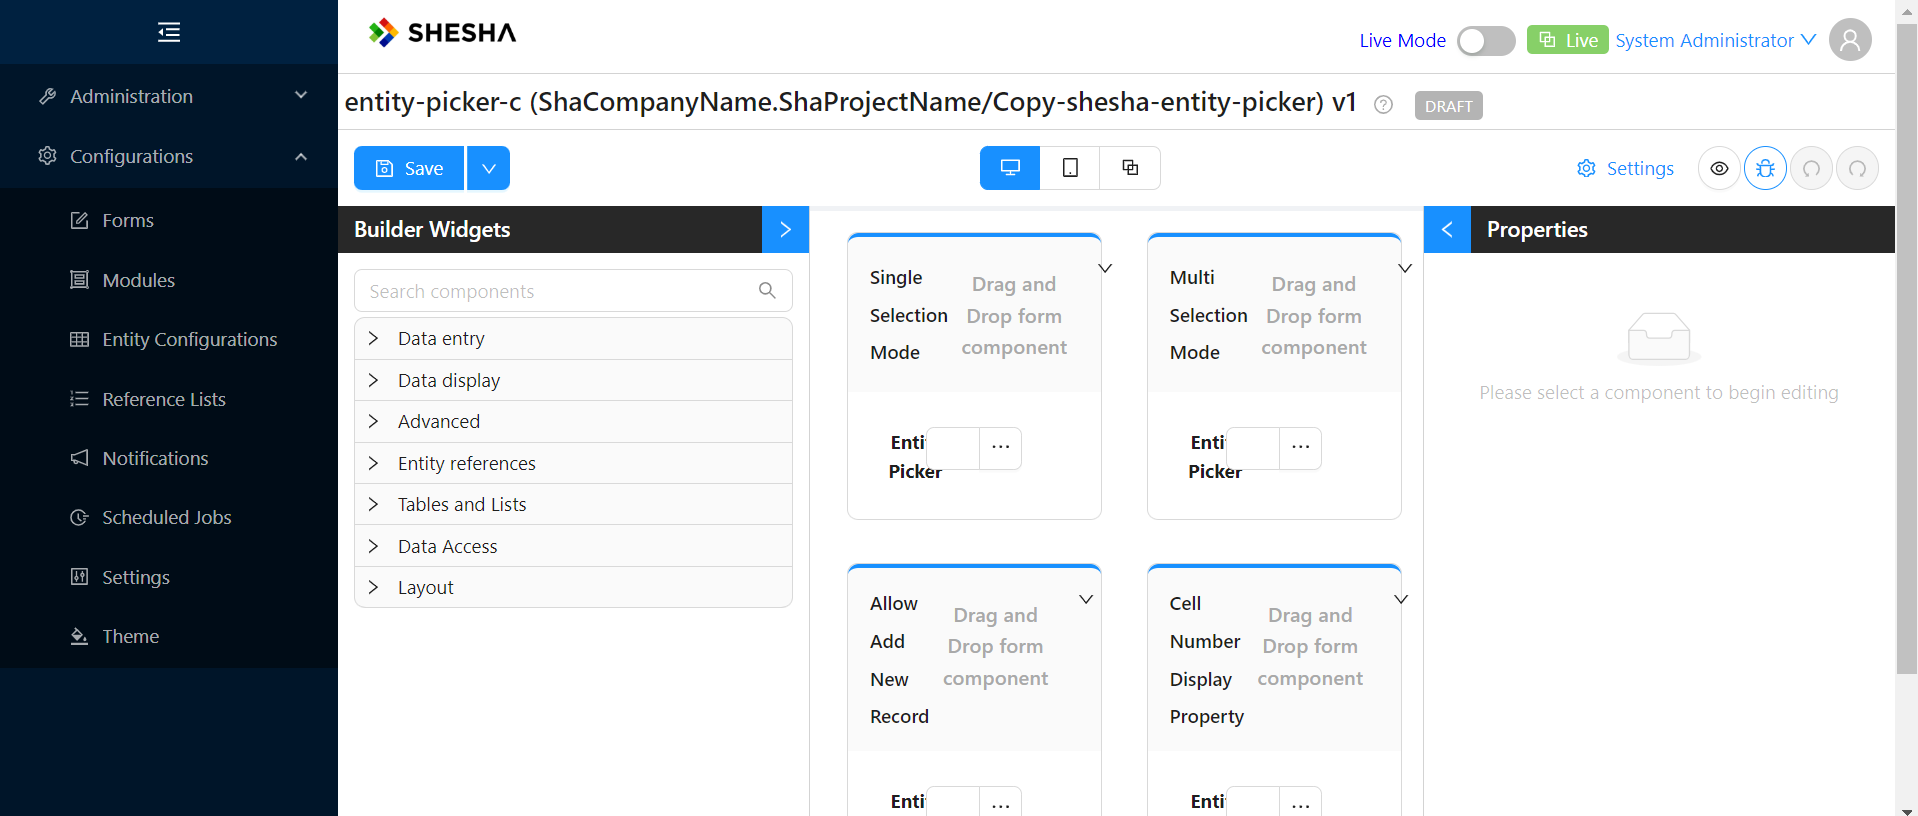 SHESHA
Live Mode
Live
System Administrator
Administration
Configurations
Forms
Modules
Entity Configurations
Reference Lists
Notifications
Scheduled Jobs
Settings
Theme
entity-picker-c (ShaCompanyName.ShaProjectName/Copy-shesha-entity-picker) v1
DRAFT
Save
Settings
Builder Widgets
Search components
Data entry
Data display
Advanced
Entity references
Tables and Lists
Data Access
Layout
Single
Selection
Mode
Drag and
Drop form
component
Enti
Picker
Multi
Selection
Mode
Drag and
Drop form
component
Enti
Picker
Allow
Add
New
Record
Drag and
Drop form
component
Enti
Cell
Number
Display
Property
Drag and
Drop form
component
Enti
Properties
Please select a component to begin editing